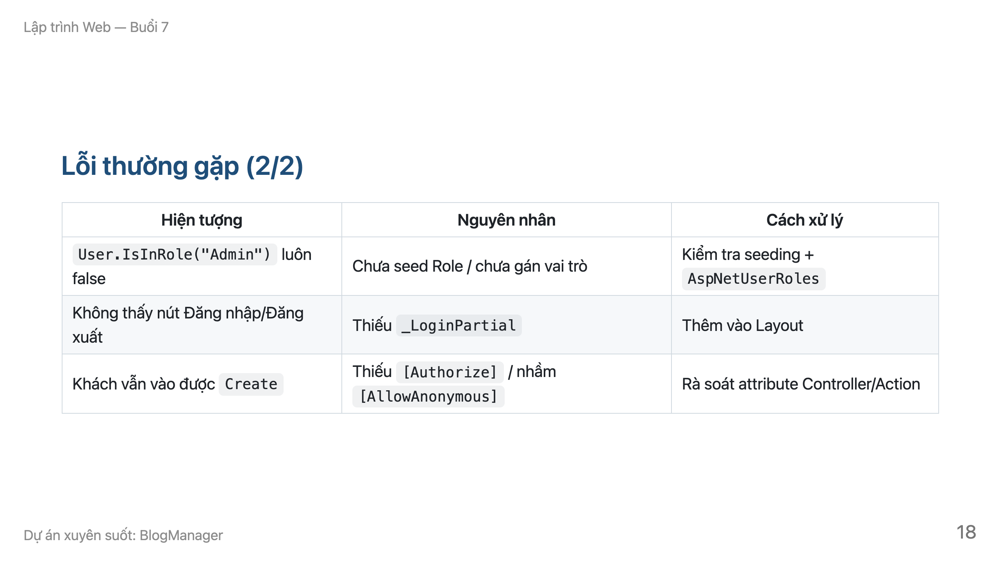 Lập trình Web — Buổi 7
Lỗi thường gặp (2/2)
Hiện tượng
Nguyên nhân
Cách xử lý
User.IsInRole("Admin") luôn
false
Chưa seed Role / chưa gán vai trò
Kiểm tra seeding +
AspNetUserRoles
Không thấy nút Đăng nhập/Đăng
xuất
Thiếu _LoginPartial
Thêm vào Layout
Khách vẫn vào được Create
Thiếu [Authorize] / nhầm
[AllowAnonymous]
Rà soát attribute Controller/Action
Dự án xuyên suốt: BlogManager
18